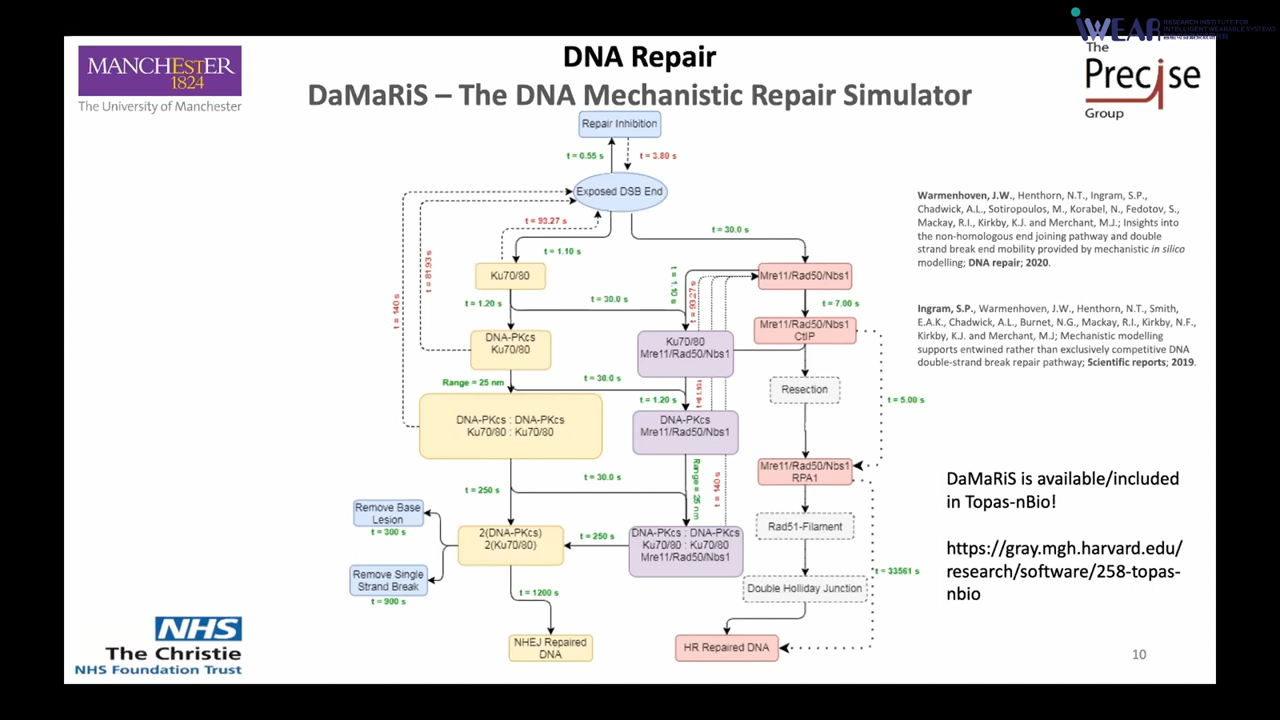 iWEAR RESEARCH INSTITUTE FOR
INTELLIGENT WEARABLE SYSTEMS
MANCHESTER
1824
The University of Manchester
DNA Repair
DaMaRiS – The DNA Mechanistic Repair Simulator
The
Precise
Group
Repair Inhibition
t = 0.55 s
t = 3.80 s
Exposed DSB End
t = 93.27 s
t = 1.10 s
t = 30.0 s
Ku70/80
Mre11/Rad50/Nbs1
t = 81.93 s
t = 140 s
t = 1.10 s
t = 93.27 s
t = 1.20 s
t = 30.0 s
t = 7.00 s
DNA-PKcs
Ku70/80
Ku70/80
Mre11/Rad50/Nbs1
Mre11/Rad50/Nbs1
CtIP
Range = 25 nm
t = 30.0 s
t = 1.20 s
Resection
t = 5.00 s
DNA-PKcs : DNA-PKcs
Ku70/80 : Ku70/80
DNA-PKcs
Mre11/Rad50/Nbs1
Mre11/Rad50/Nbs1
RPA1
t = 250 s
t = 30.0 s
Range = 25 nm
t = 140 s
Remove Base
Lesion
t = 300 s
2(DNA-PKcs)
2(Ku70/80)
t = 250 s
DNA-PKcs : DNA-PKcs
Ku70/80 : Ku70/80
Mre11/Rad50/Nbs1
Rad51-Filament
Remove Single
Strand Break
t = 900 s
t = 1200 s
Double Holliday Junction
t = 33561 s
NHEJ Repaired
DNA
HR Repaired DNA
Warmenhoven, J.W., Henthorn, N.T., Ingram, S.P.,
Chadwick, A.L., Sotiropoulos, M., Korabel, N., Fedotov, S.,
Mackay, R.I., Kirkby, K.J. and Merchant, M.J.; Insights into
the non-homologous end joining pathway and double
strand break end mobility provided by mechanistic in silico
modelling; DNA repair; 2020.
Ingram, S.P., Warmenhoven, J.W., Henthorn, N.T., Smith,
E.A.K., Chadwick, A.L., Burnet, N.G., Mackay, R.I., Kirkby, N.F.,
Kirkby, K.J. and Merchant, M.J; Mechanistic modelling
supports entwined rather than exclusively competitive DNA
double-strand break repair pathway; Scientific reports; 2019.
DaMaRiS is available/included
in Topas-nBio!
https://gray.mgh.harvard.edu/
research/software/258-topas-
nbio
NHS
The Christie
NHS Foundation Trust
10